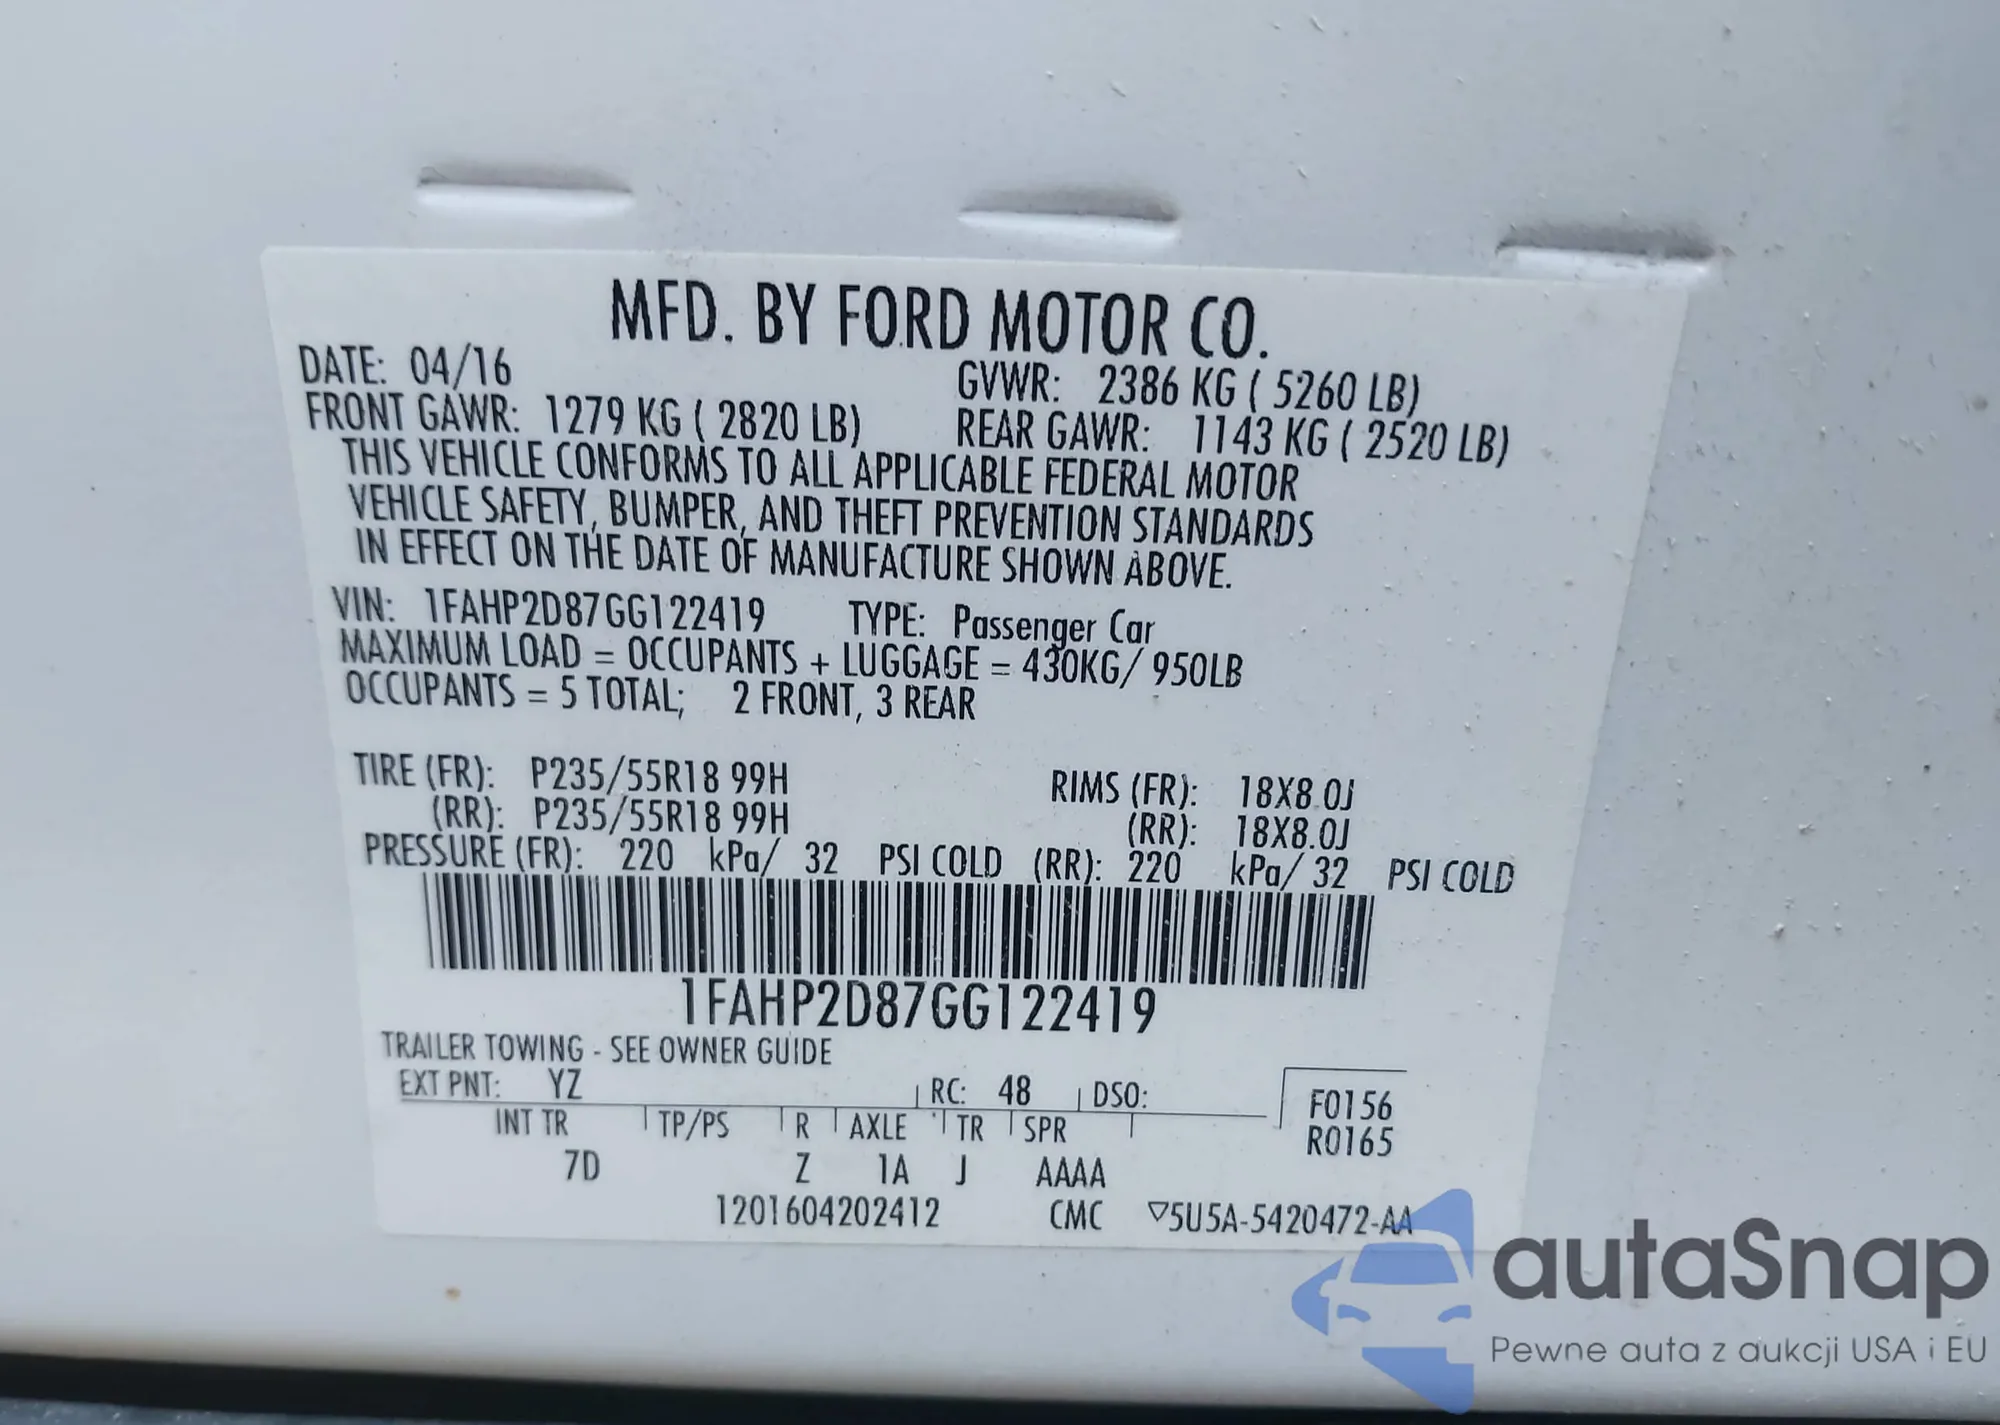 MFD. BY FORD MOTOR CO.
DATE: 04/16 GVWR: 2386 KG ( 5260 LB)
FRONT GAWR: 1279 KG ( 2820 LB) REAR GAWR: 1143 KG ( 2520 LB)
THIS VEHICLE CONFORMS TO ALL APPLICABLE FEDERAL MOTOR
VEHICLE SAFETY, BUMPER, AND THEFT PREVENTION STANDARDS
IN EFFECT ON THE DATE OF MANUFACTURE SHOWN ABOVE.
VIN: 1FAHP2D87GG122419 TYPE: Passenger Car
MAXIMUM LOAD = OCCUPANTS + LUGGAGE = 430KG/ 950LB
OCCUPANTS = 5 TOTAL; 2 FRONT, 3 REAR
TIRE (FR): P235/55R18 99H RIMS (FR): 18X8.0J
(RR): P235/55R18 99H (RR): 18X8.0J
PRESSURE (FR): 220 kPa/ 32 PSI COLD (RR): 220 kPa/ 32 PSI COLD
1FAHP2D87GG122419
TRAILER TOWING - SEE OWNER GUIDE
EXT PNT: YZ RC: 48 DSO: F0156
INT TR TP/PS R AXLE TR SPR R0165
7D Z 1A J AAAA
1201604202412 CMC ▽5U5A-5420472-AA
autaSnap
Pewne auta z aukcji USA i EU